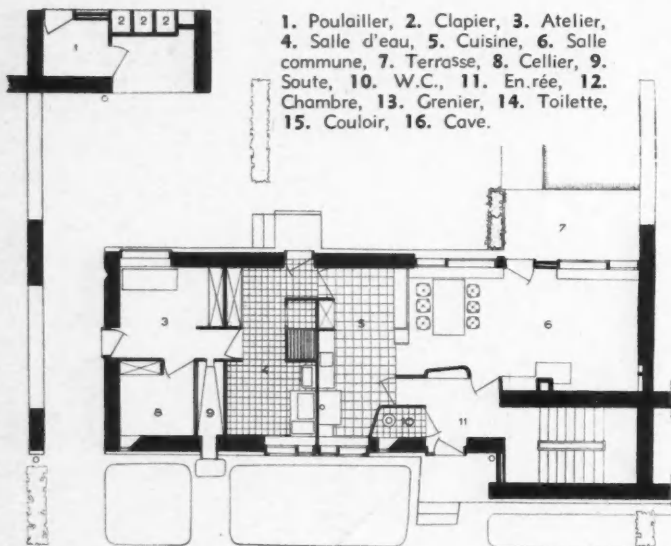 1. Poulailler, 2. Clapier, 3. Atelier,
4. Salle d'eau, 5. Cuisine, 6. Salle
commune, 7. Terrasse, 8. Cellier, 9.
Soute, 10. W.C., 11. En.rée, 12.
Chambre, 13. Grenier, 14. Toilette,
15. Couloir, 16. Cave.
2 2 2
1
7
3
5
6
4
8
9
10
11